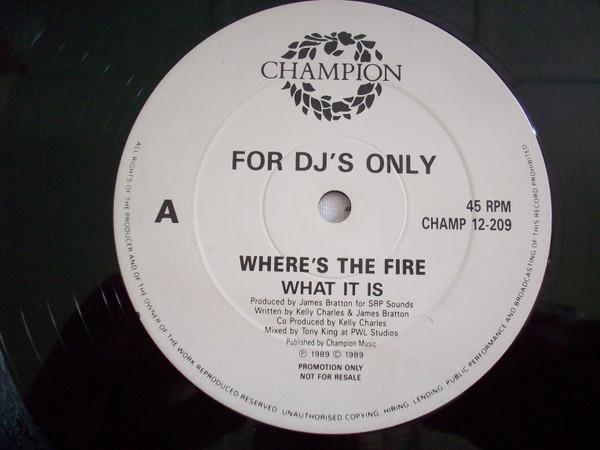 CHAMPION
FOR DJ'S ONLY
A
45 RPM
CHAMP 12-209
WHERE'S THE FIRE
WHAT IT IS
Produced by James Bratton for SRP Sounds
Written by Kelly Charles & James Bratton
Co Produced by Kelly Charles
Mixed by Tony King at PWL Studios
Published by Champion Music
℗ 1989 © 1989
PROMOTION ONLY
NOT FOR RESALE
ALL RIGHTS OF THE PRODUCER AND OF THE OWNER OF THE WORK REPRODUCED RESERVED. UNAUTHORISED COPYING, HIRING, LENDING, PUBLIC PERFORMANCE AND BROADCASTING OF THIS RECORD PROHIBITED